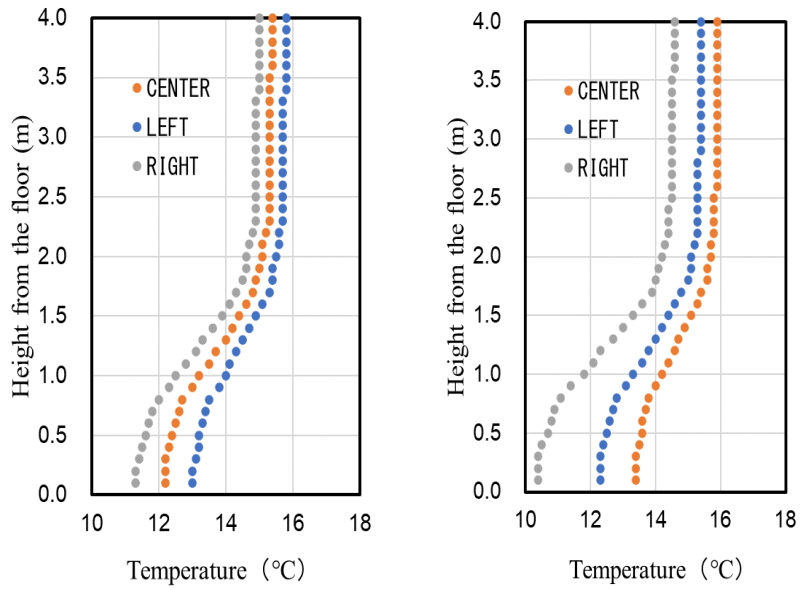 4.0
3.5
3.0
2.5
2.0
1.5
1.0
0.5
0.0
Height from the floor (m)
CENTER
LEFT
RIGHT
10 12 14 16 18
Temperature (℃)
4.0
3.5
3.0
2.5
2.0
1.5
1.0
0.5
0.0
Height from the floor (m)
CENTER
LEFT
RIGHT
10 12 14 16 18
Temperature (℃)